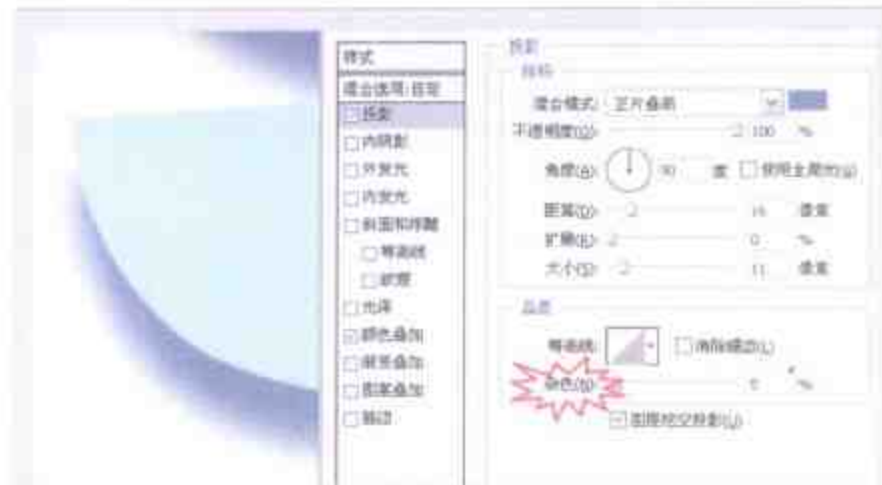 样式
混合选项:自定
投影
内阴影
外发光
内发光
斜面和浮雕
等高线
纹理
光泽
颜色叠加
渐变叠加
图案叠加
描边
投影
结构
混合模式: 正片叠底
不透明度(O): 100 %
角度(A): 90 度 使用全局光(G)
距离(D): 16 像素
扩展(R): 0 %
大小(S): 11 像素
品质
等高线: 消除锯齿(L)
杂色(N): 0 %
图层挖空投影(U)